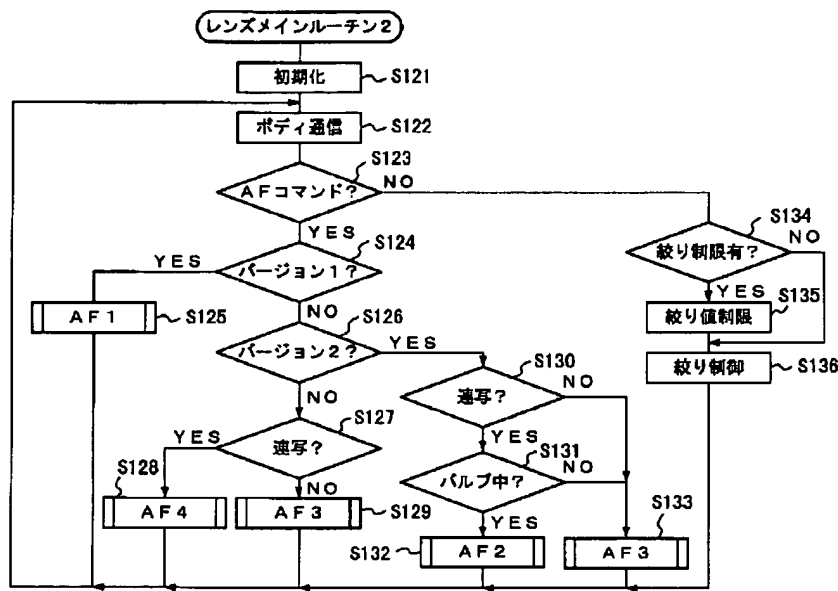 レンズメインルーチン2
初期化
S121
ボディ通信
S122
S123
AFコマンド?
NO
YES
S124
バージョン1?
YES
NO
AF1
S125
S126
バージョン2?
YES
NO
S127
連写?
YES
NO
S128
AF4
AF3
S129
S130
連写?
NO
YES
S131
バルブ中?
NO
YES
S132
AF2
S133
AF3
S134
絞り制限有?
NO
YES
S135
絞り値制限
絞り制御
S136